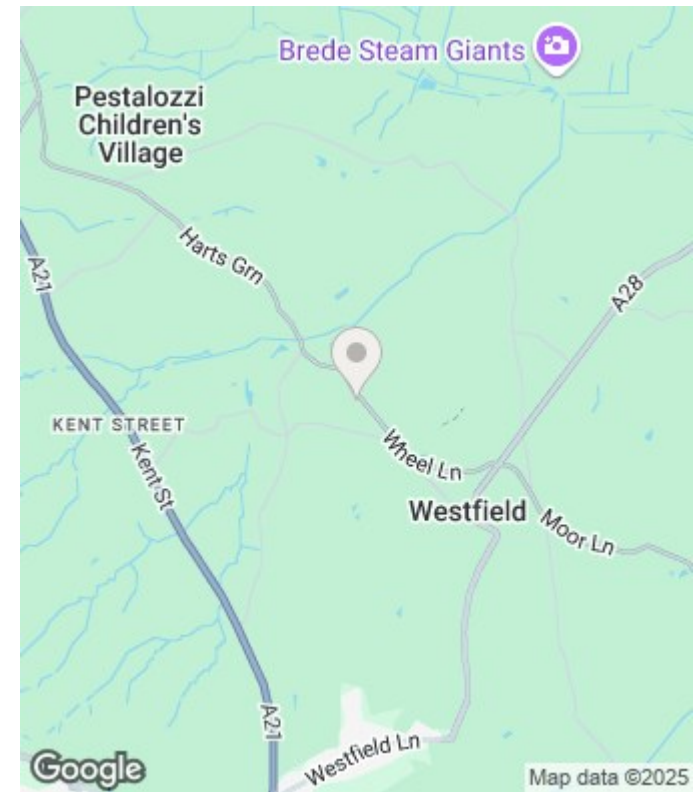 Brede Steam Giants
Pestalozzi
Children's
Village
Harts Grn
A21
A28
KENT STREET
Kent St
Wheel Ln
Westfield
Moor Ln
A21
Westfield Ln
Google
Map data ©2025